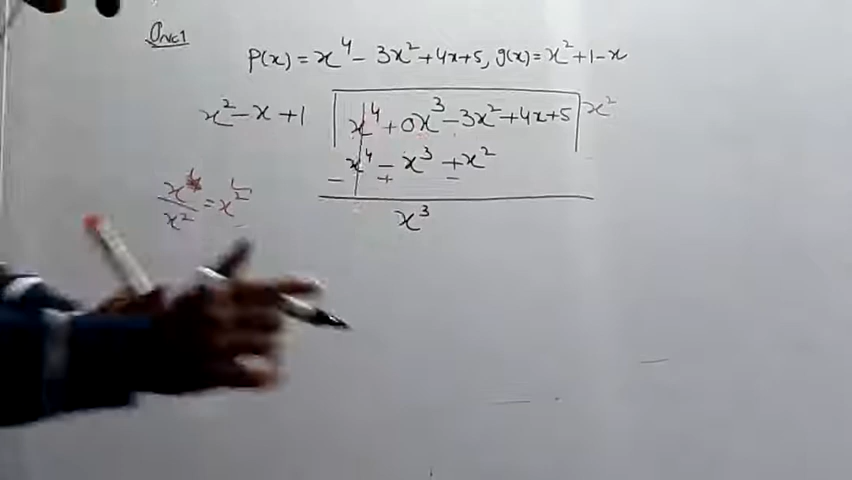 Qnc1
P(x) = x⁴ - 3x² + 4x + 5, g(x) = x² + 1 - x
x² - x + 1 x⁴ + 0x³ - 3x² + 4x + 5 x²
x⁴ - x³ + x²
- + -
x⁴/x² = x²
x³